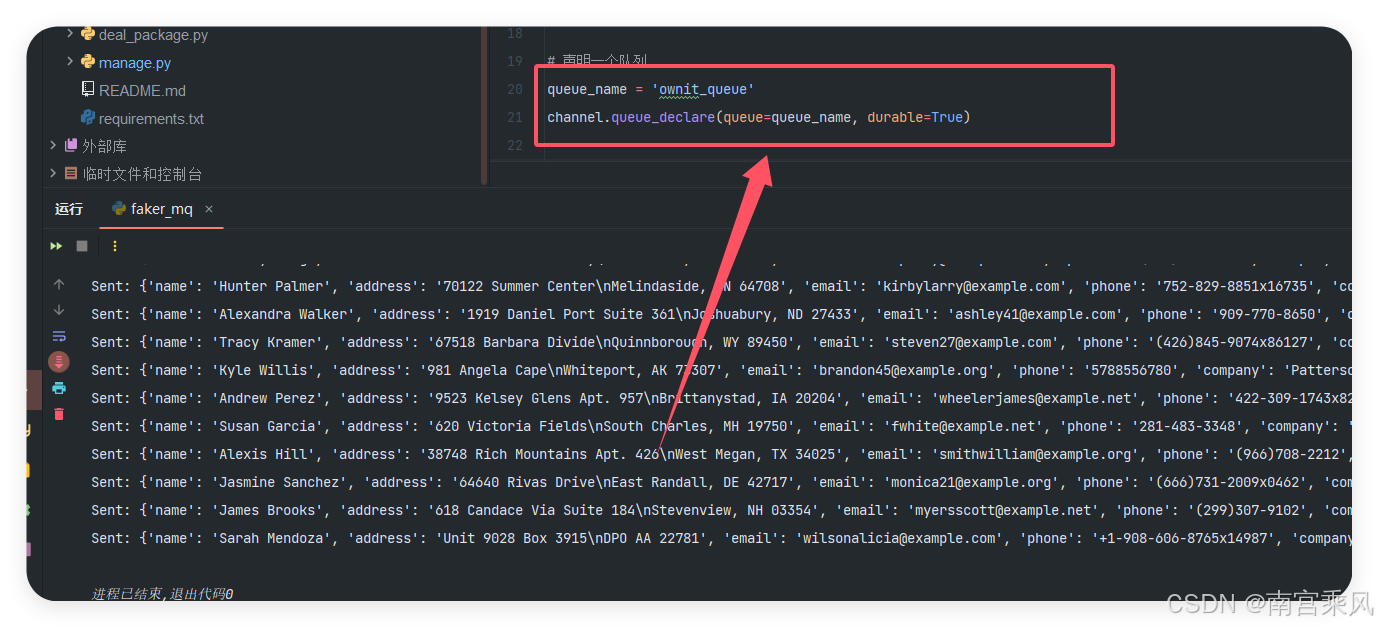 deal_package.py
manage.py
README.md
requirements.txt
外部库
临时文件和控制台
18
19 # 声明一个队列
20 queue_name = 'ownit_queue'
21 channel.queue_declare(queue=queue_name, durable=True)
22
运行 faker_mq ×
Sent: {'name': 'Hunter Palmer', 'address': '70122 Summer Center\nMelindaside, N 64708', 'email': 'kirbylarry@example.com', 'phone': '752-829-8851x16735', 'co
Sent: {'name': 'Alexandra Walker', 'address': '1919 Daniel Port Suite 361\nJoshuabury, ND 27433', 'email': 'ashley41@example.com', 'phone': '909-770-8650', 'c
Sent: {'name': 'Tracy Kramer', 'address': '67518 Barbara Divide\nQuinnborough, WY 89450', 'email': 'steven27@example.com', 'phone': '(426)845-9074x86127', 'co
Sent: {'name': 'Kyle Willis', 'address': '981 Angela Cape\nWhiteport, AK 77307', 'email': 'brandon45@example.org', 'phone': '5788556780', 'company': 'Patterso
Sent: {'name': 'Andrew Perez', 'address': '9523 Kelsey Glens Apt. 957\nBrittanystad, IA 20204', 'email': 'wheelerjames@example.net', 'phone': '422-309-1743x82
Sent: {'name': 'Susan Garcia', 'address': '620 Victoria Fields\nSouth Charles, MH 19750', 'email': 'fwhite@example.net', 'phone': '281-483-3348', 'company': '
Sent: {'name': 'Alexis Hill', 'address': '38748 Rich Mountains Apt. 426\nWest Megan, TX 34025', 'email': 'smithwilliam@example.org', 'phone': '(966)708-2212',
Sent: {'name': 'Jasmine Sanchez', 'address': '64640 Rivas Drive\nEast Randall, DE 42717', 'email': 'monica21@example.org', 'phone': '(666)731-2009x0462', 'com
Sent: {'name': 'James Brooks', 'address': '618 Candace Via Suite 184\nStevenview, NH 03354', 'email': 'myersscott@example.net', 'phone': '(299)307-9102', 'com
Sent: {'name': 'Sarah Mendoza', 'address': 'Unit 9028 Box 3915\nDPO AA 22781', 'email': 'wilsonalicia@example.com', 'phone': '+1-908-606-8765x14987', 'company
进程已结束,退出代码0
CSDN @南宫乘风